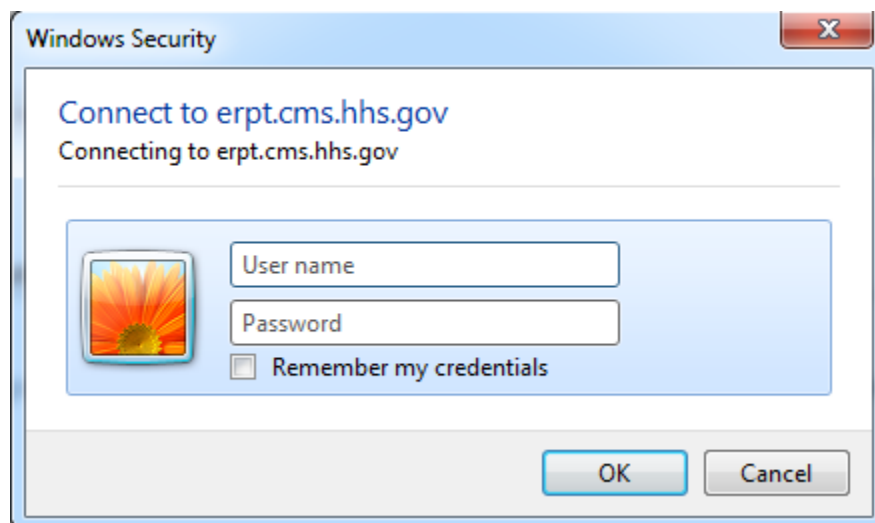 Windows Security
Connect to erpt.cms.hhs.gov
Connecting to erpt.cms.hhs.gov
User name
Password
Remember my credentials
OK
Cancel